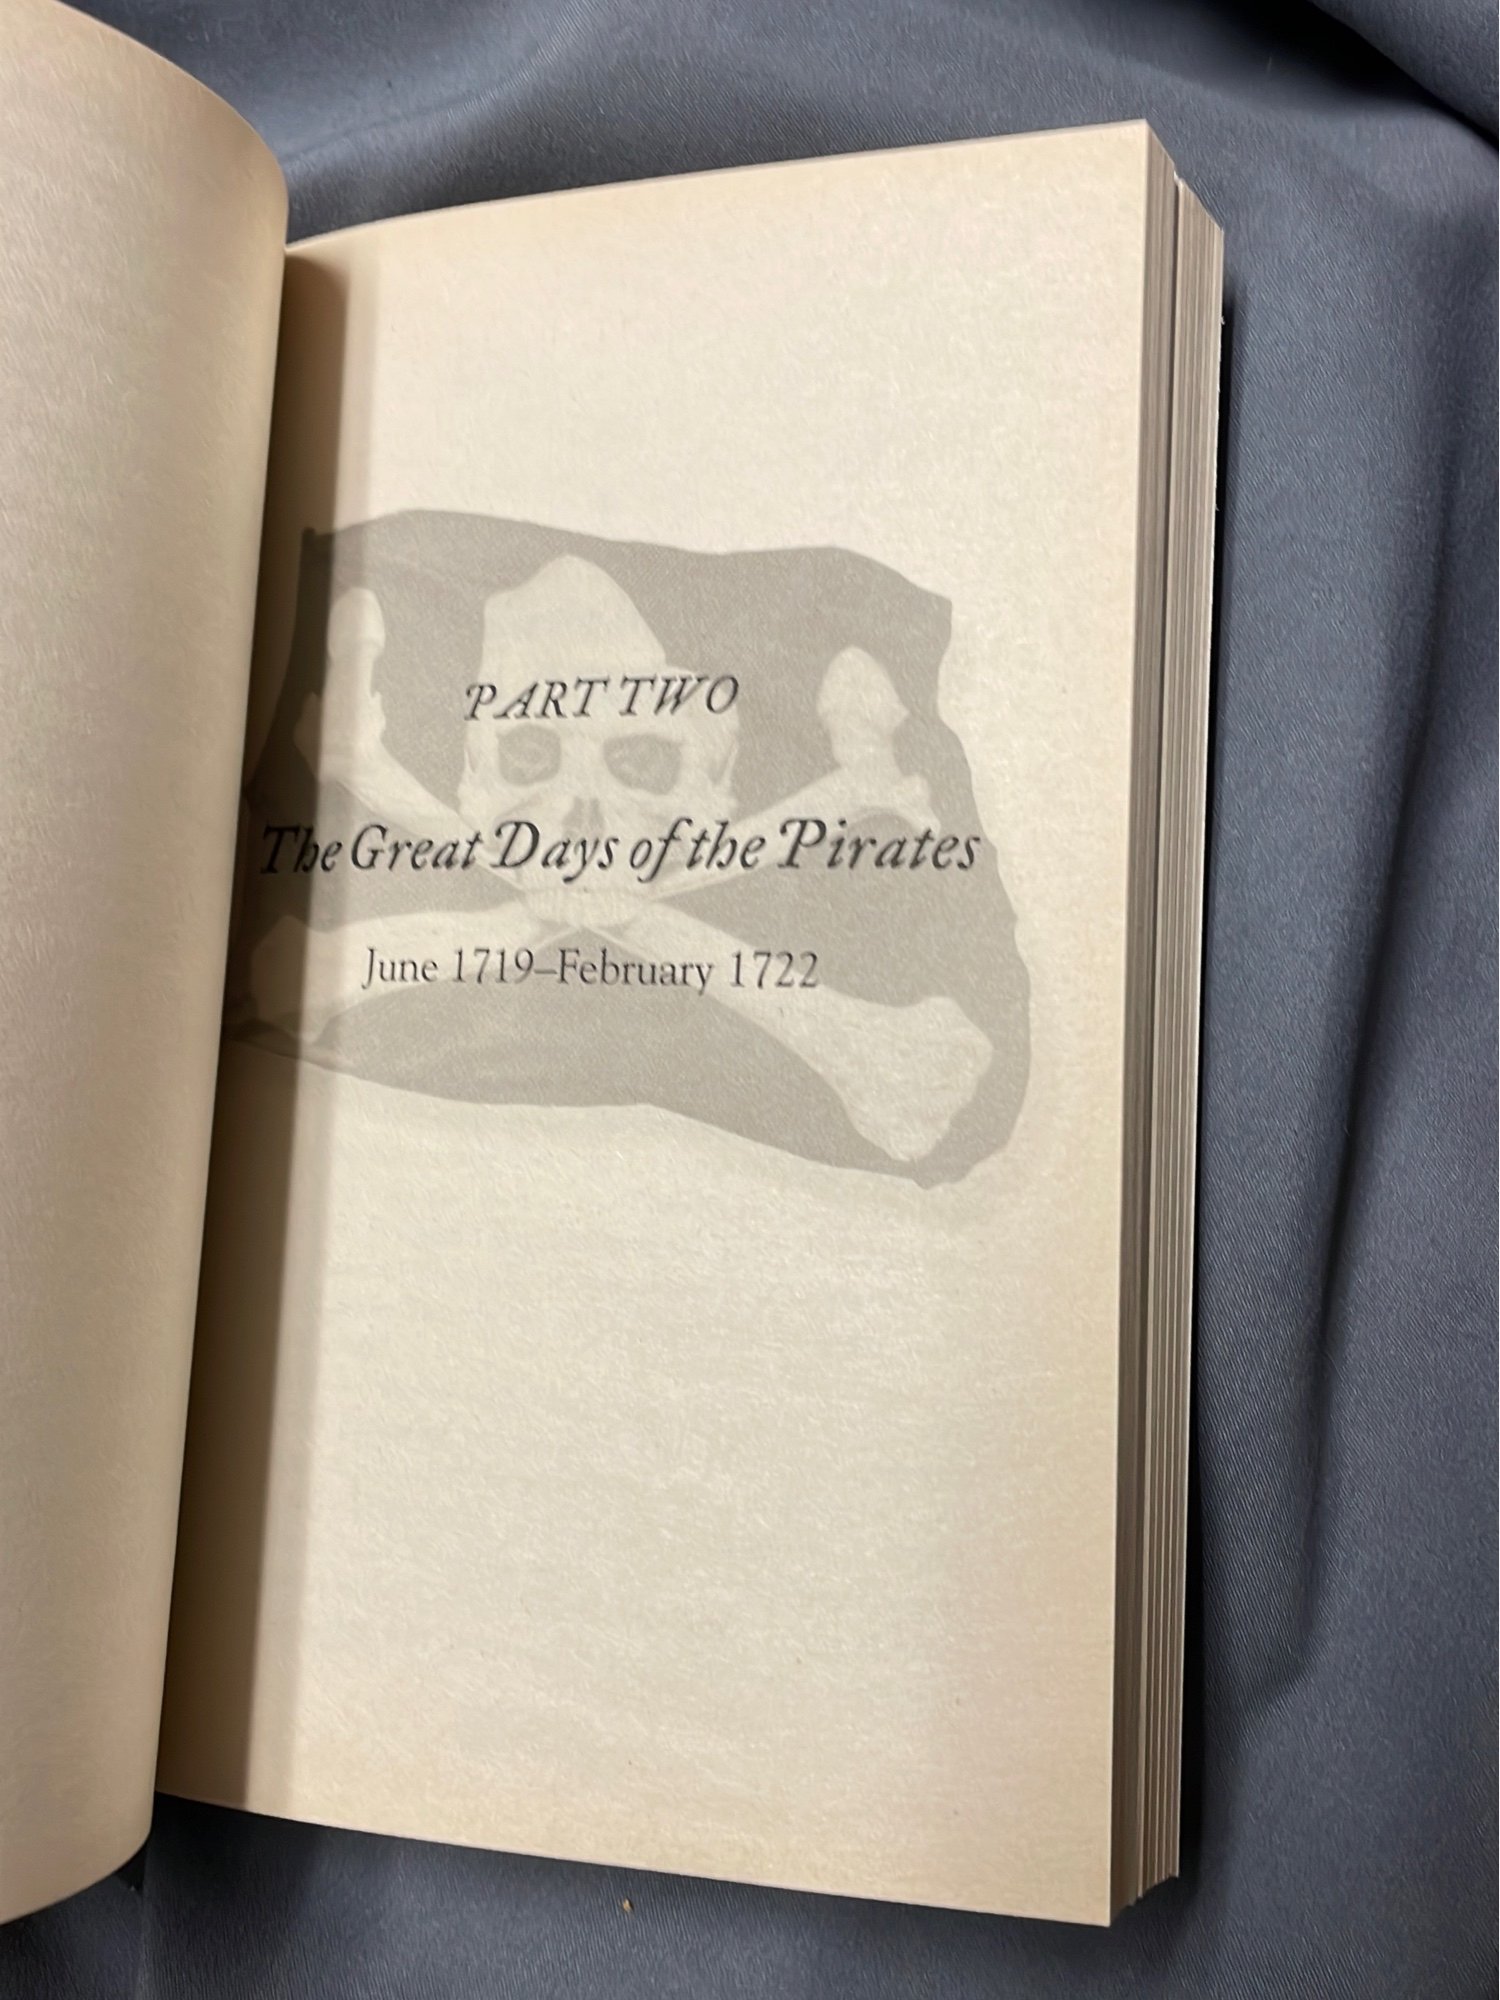 PART TWO
The Great Days of the Pirates
June 1719–February 1722